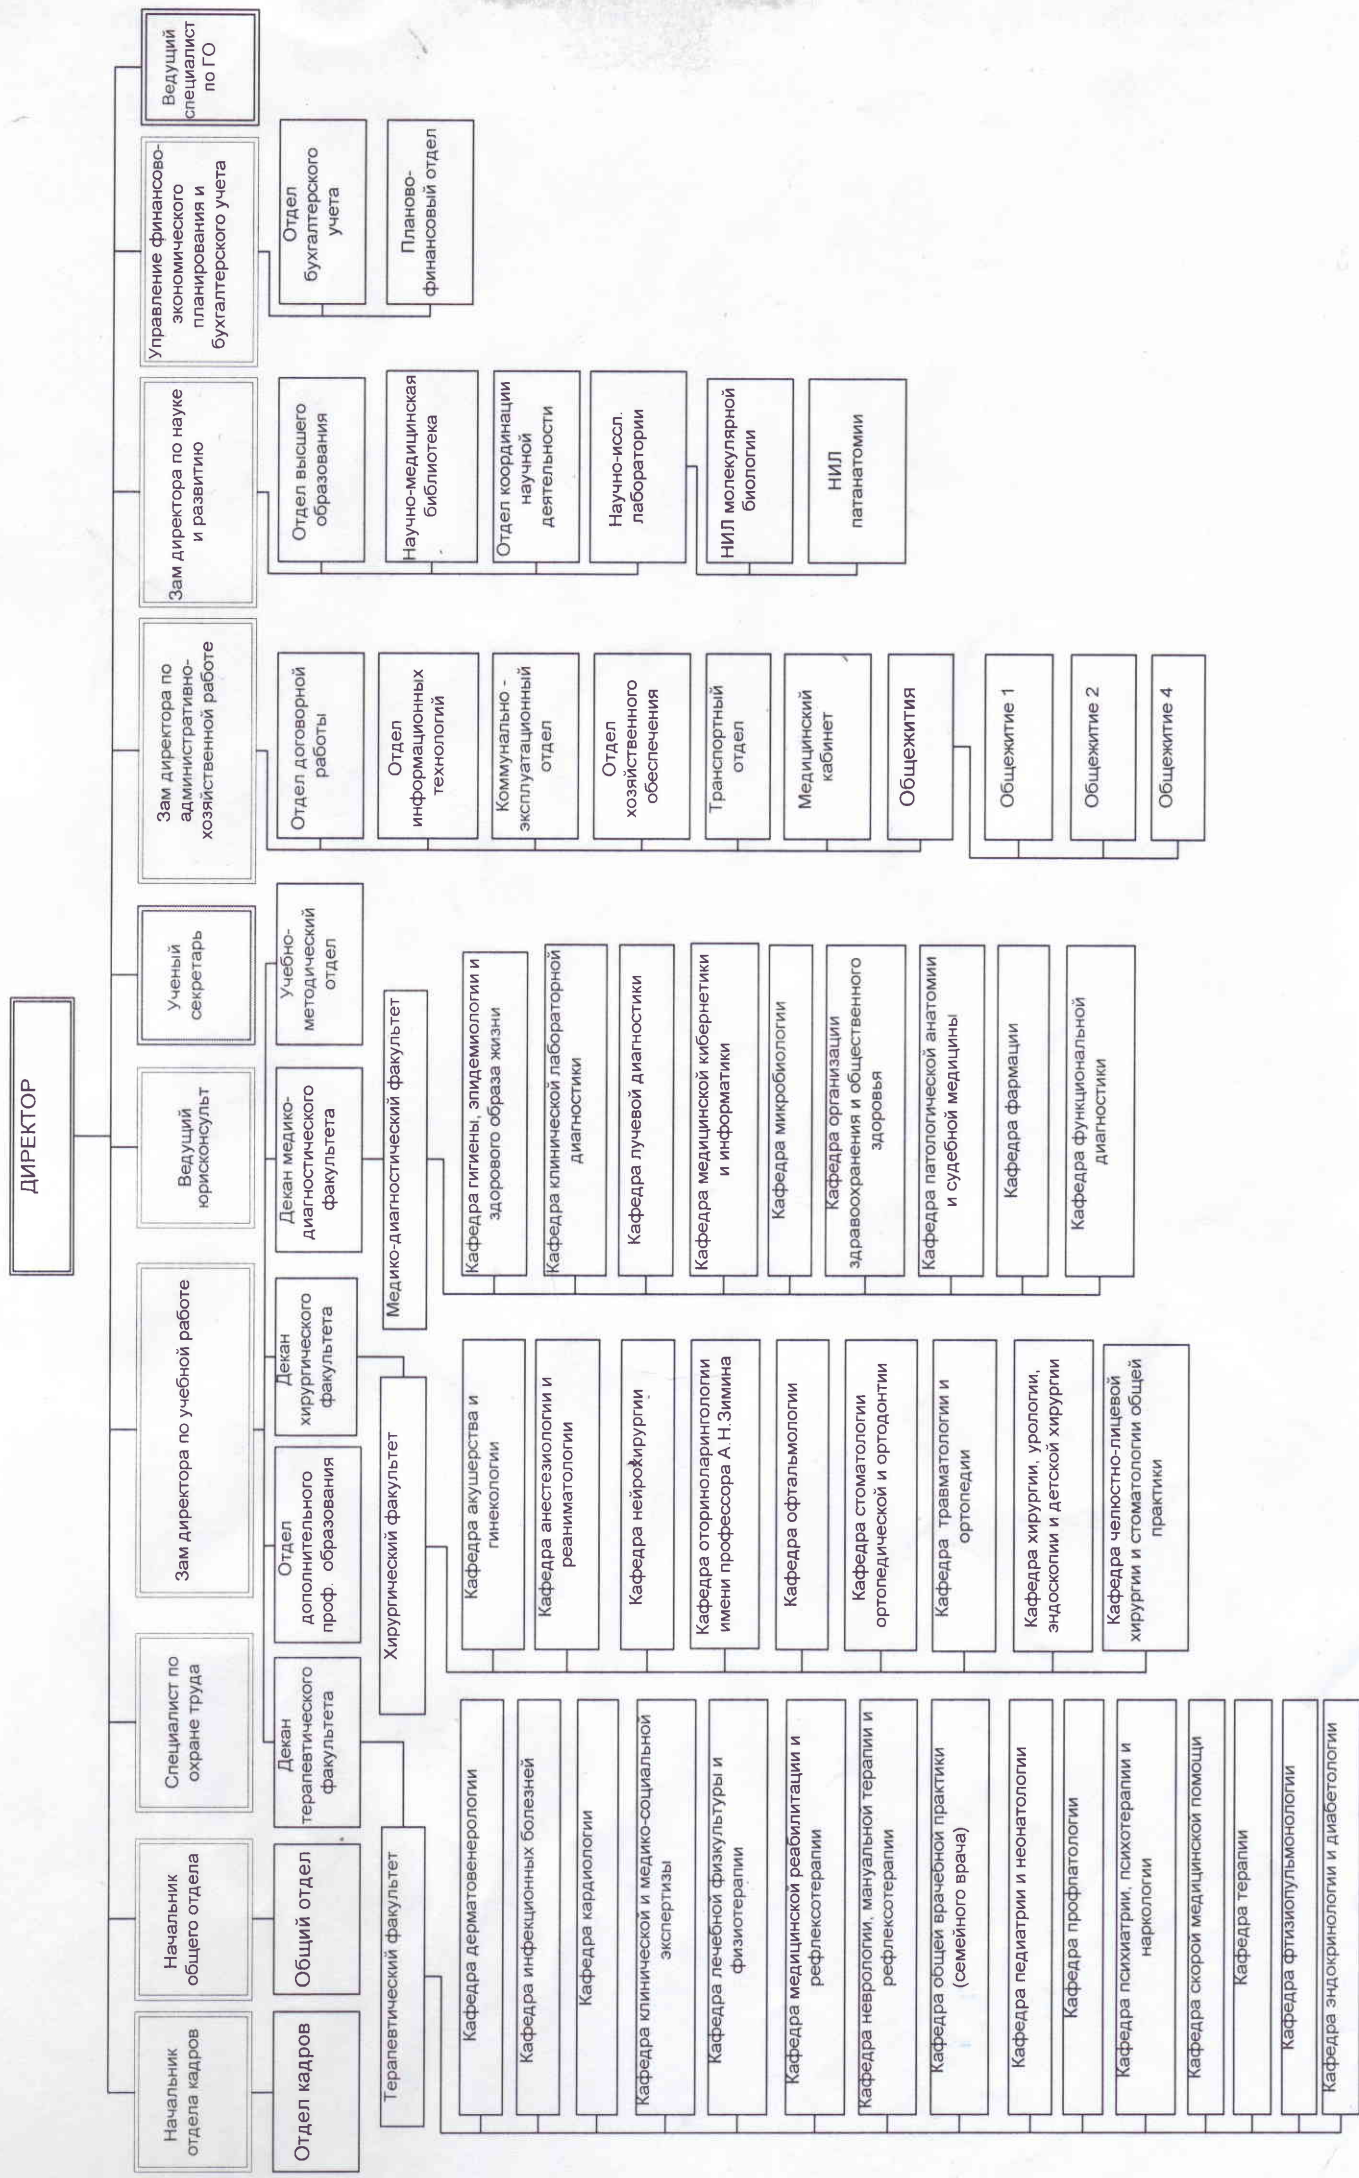 ДИРЕКТОР
Начальник
отдела кадров
Начальник
общего отдела
Специалист по
охране труда
Зам директора по учебной работе
Ведущий
юрисконсульт
Ученый
секретарь
Зам директора по
административно-
хозяйственной работе
Зам директора по науке
и развитию
Управление финансово-
экономического
планирования и
бухгалтерского учета
Ведущий
специалист
по ГО
Отдел кадров
Общий отдел
Декан
терапевтического
факультета
Отдел
дополнительного
проф. образования
Декан
хирургического
факультета
Декан медико-
диагностического
факультета
Учебно-
методический
отдел
Терапевтический факультет
Кафедра дерматовенерологии
Кафедра инфекционных болезней
Кафедра кардиологии
Кафедра клинической и медико-социальной
экспертизы
Кафедра лечебной физкультуры и
физиотерапии
Кафедра медицинской реабилитации и
рефлексотерапии
Кафедра неврологии, мануальной терапии и
рефлексотерапии
Кафедра общей врачебной практики
(семейного врача)
Кафедра педиатрии и неонатологии
Кафедра профпатологии
Кафедра психиатрии, психотерапии и
наркологии
Кафедра скорой медицинской помощи
Кафедра терапии
Кафедра фтизиопульмонологии
Кафедра эндокринологии и диабетологии
Хирургический факультет
Кафедра акушерства и
гинекологии
Кафедра анестезиологии и
реаниматологии
Кафедра нейрохирургии
Кафедра оториноларингологии
имени профессора А.Н.Зимина
Кафедра офтальмологии
Кафедра стоматологии
ортопедической и ортодонтии
Кафедра травматологии и
ортопедии
Кафедра хирургии, урологии,
эндоскопии и детской хирургии
Кафедра челюстно-лицевой
хирургии и стоматологии общей
практики
Медико-диагностический факультет
Кафедра гигиены, эпидемиологии и
здорового образа жизни
Кафедра клинической лабораторной
диагностики
Кафедра лучевой диагностики
Кафедра медицинской кибернетики
и информатики
Кафедра микробиологии
Кафедра организации
здравоохранения и общественного
здоровья
Кафедра патологической анатомии
и судебной медицины
Кафедра фармации
Кафедра функциональной
диагностики
Отдел договорной
работы
Отдел
информационных
технологий
Коммунально -
эксплуатационный
отдел
Отдел
хозяйственного
обеспечения
Транспортный
отдел
Медицинский
кабинет
Общежития
Общежитие 1
Общежитие 2
Общежитие 4
Отдел высшего
образования
Научно-медицинская
библиотека
Отдел координации
научной
деятельности
Научно-иссл.
лаборатории
НИЛ молекулярной
биологии
НИЛ
патанатомии
Отдел
бухгалтерского
учета
Планово-
финансовый отдел